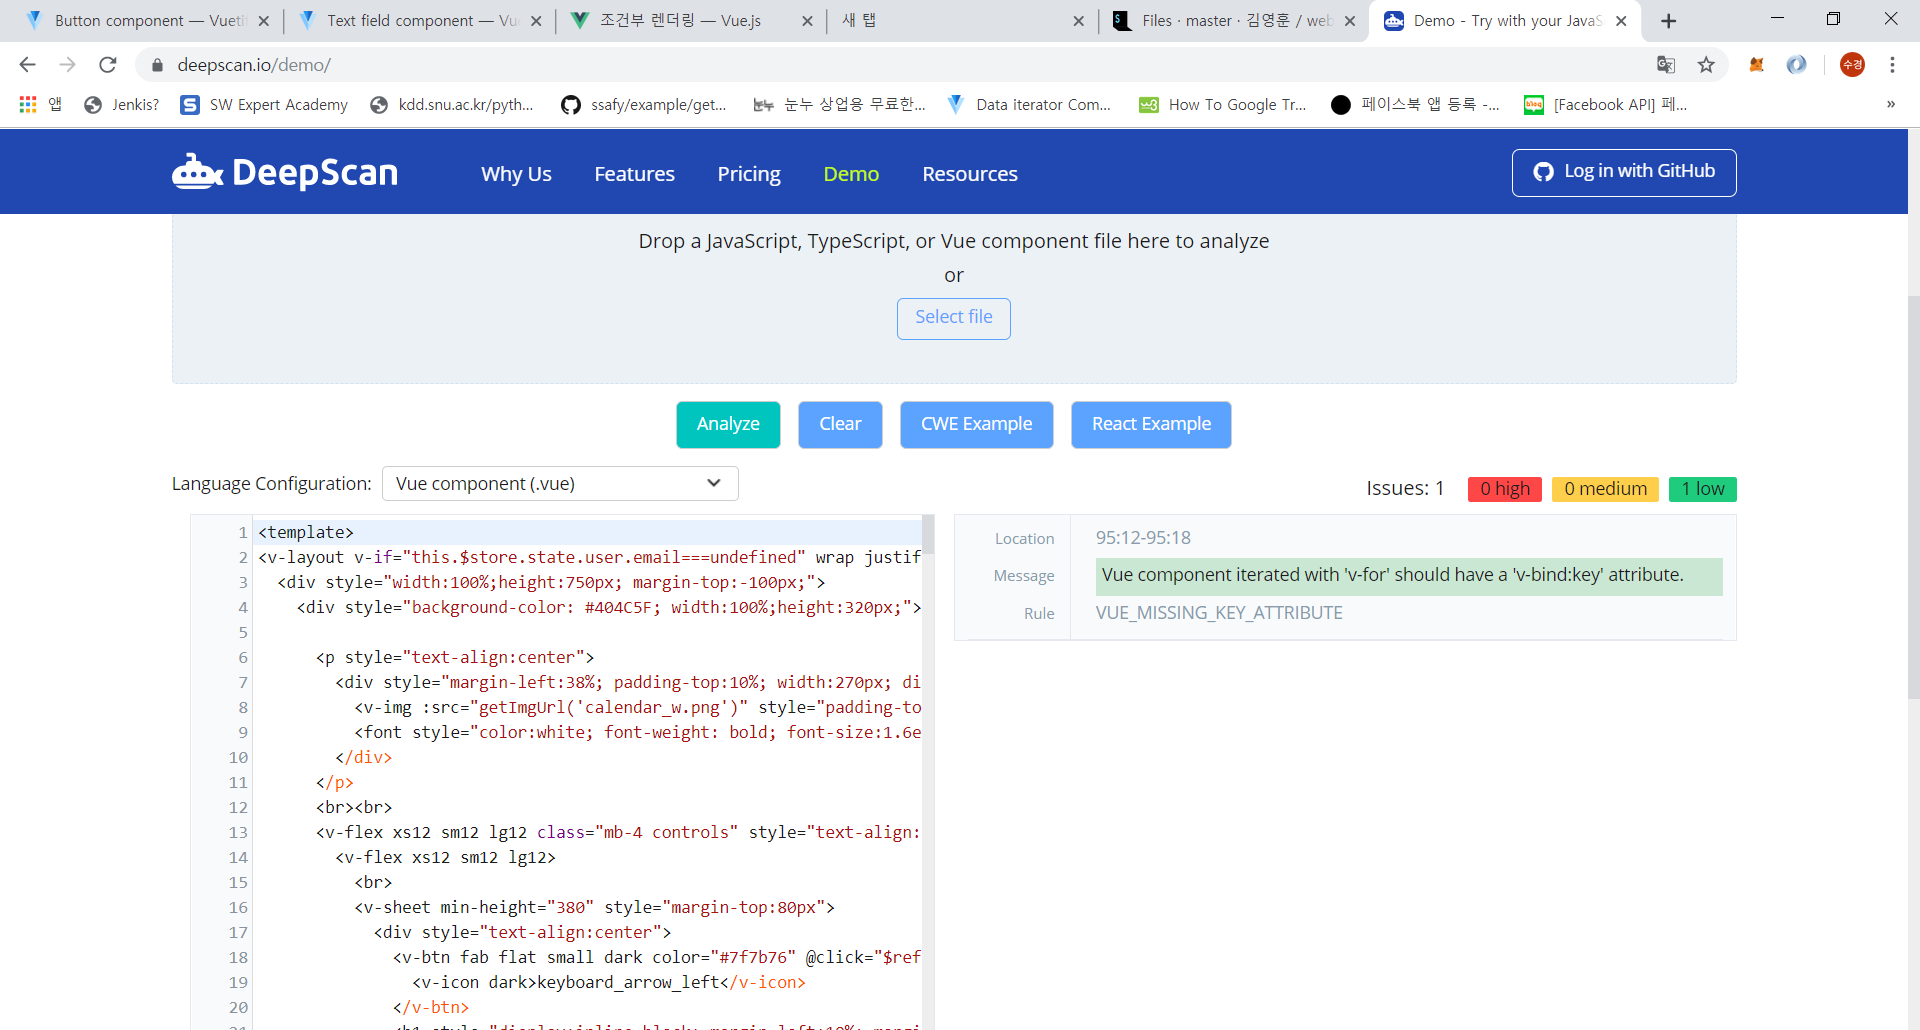 Button component — Vueti
Text field component — Vue
조건부 렌더링 — Vue.js
새 탭
Files · master · 김영훈 / web
Demo - Try with your JavaS
deepscan.io/demo/
수경
앱
Jenkis?
SW Expert Academy
kdd.snu.ac.kr/pyth...
ssafy/example/get...
눈누 상업용 무료한...
Data iterator Com...
How To Google Tr...
페이스북 앱 등록 -...
[Facebook API] 페...
»
DeepScan
Why Us
Features
Pricing
Demo
Resources
Log in with GitHub
Drop a JavaScript, TypeScript, or Vue component file here to analyze
or
Select file
Analyze
Clear
CWE Example
React Example
Language Configuration:
Vue component (.vue)
Issues: 1
0 high
0 medium
1 low
1 <template>
2 <v-layout v-if="this.$store.state.user.email===undefined" wrap justif
3 <div style="width:100%;height:750px; margin-top:-100px;">
4 <div style="background-color: #404C5F; width:100%;height:320px;">
5
6 <p style="text-align:center">
7 <div style="margin-left:38%; padding-top:10%; width:270px; di
8 <v-img :src="getImgUrl('calendar_w.png')" style="padding-to
9 <font style="color:white; font-weight: bold; font-size:1.6e
10 </div>
11 </p>
12 <br><br>
13 <v-flex xs12 sm12 lg12 class="mb-4 controls" style="text-align:
14 <v-flex xs12 sm12 lg12>
15 <br>
16 <v-sheet min-height="380" style="margin-top:80px">
17 <div style="text-align:center">
18 <v-btn fab flat small dark color="#7f7b76" @click="$ref
19 <v-icon dark>keyboard_arrow_left</v-icon>
20 </v-btn>
Location
95:12-95:18
Message
Vue component iterated with 'v-for' should have a 'v-bind:key' attribute.
Rule
VUE_MISSING_KEY_ATTRIBUTE